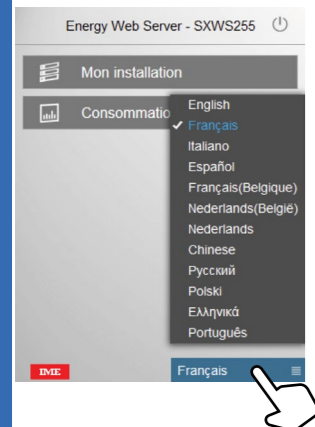 Energy Web Server - SXWS255
Mon installation
Consommatio
English
Français
Italiano
Español
Français(Belgique)
Nederlands(België)
Nederlands
Chinese
Русский
Polski
Ελληνικά
Português
IME
Français